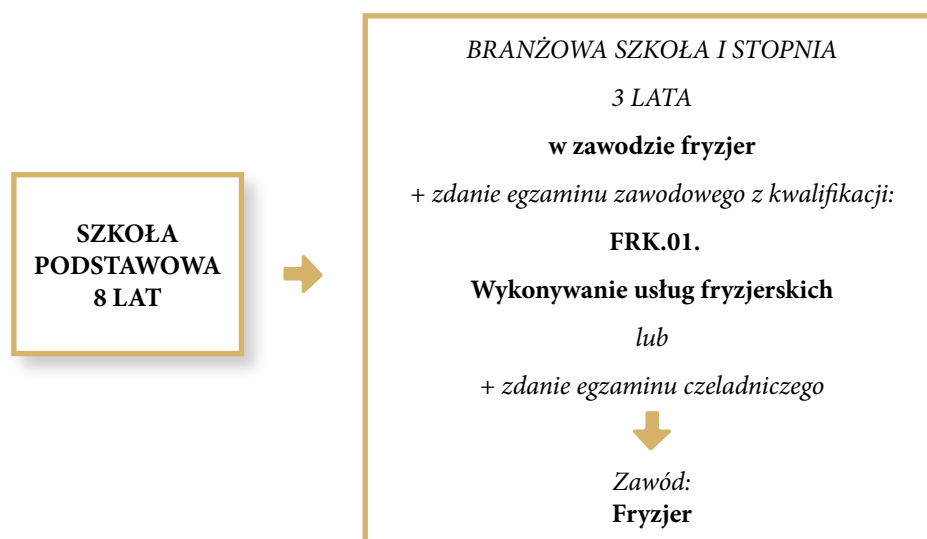 SZKOŁA
PODSTAWOWA
8 LAT
BRANŻOWA SZKOŁA I STOPNIA
3 LATA
w zawodzie fryzjer
+ zdanie egzaminu zawodowego z kwalifikacji:
FRK.01.
Wykonywanie usług fryzjerskich
lub
+ zdanie egzaminu czeladniczego
Zawód:
Fryzjer